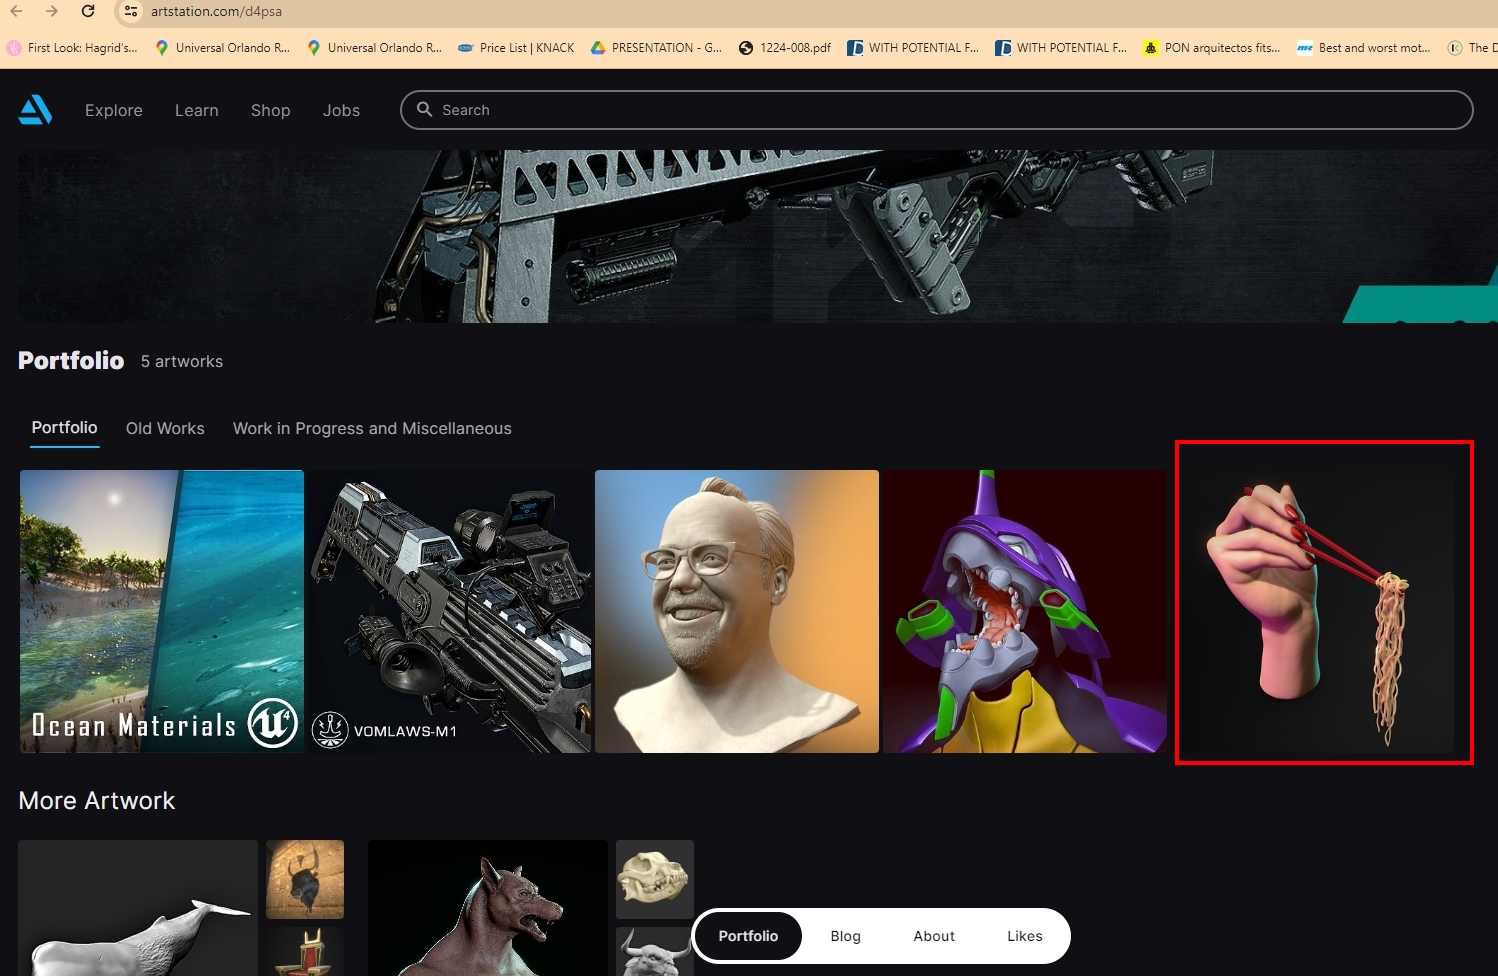 artstation.com/d4psa
First Look: Hagrid's...
Universal Orlando R...
Universal Orlando R...
Price List | KNACK
PRESENTATION - G...
1224-008.pdf
WITH POTENTIAL F...
WITH POTENTIAL F...
PON arquitectos fits...
Best and worst mot...
The D
Explore
Learn
Shop
Jobs
Search
Portfolio
5 artworks
Portfolio
Old Works
Work in Progress and Miscellaneous
Ocean Materials
VOMLAWS-M1
More Artwork
Portfolio
Blog
About
Likes